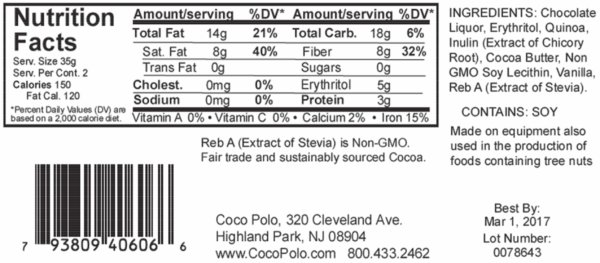 Nutrition
Facts
Serv. Size 35g
Serv. Per Cont. 2
Calories 150
Fat Cal. 120
*Percent Daily Values (DV) are
based on a 2,000 calorie diet.
Amount/serving %DV* Amount/serving %DV*
Total Fat 14g 21% Total Carb. 18g 6%
Sat. Fat 8g 40% Fiber 8g 32%
Trans Fat 0g Sugars 0g
Cholest. 0mg 0% Erythritol 5g
Sodium 0mg 0% Protein 3g
Vitamin A 0% • Vitamin C 0% • Calcium 2% • Iron 15%
INGREDIENTS: Chocolate
Liquor, Erythritol, Quinoa,
Inulin (Extract of Chicory
Root), Cocoa Butter, Non
GMO Soy Lecithin, Vanilla,
Reb A (Extract of Stevia).
CONTAINS: SOY
Made on equipment also
used in the production of
foods containing tree nuts
Reb A (Extract of Stevia) is Non-GMO.
Fair trade and sustainably sourced Cocoa.
7 93809 40606 6
Coco Polo, 320 Cleveland Ave.
Highland Park, NJ 08904
www.CocoPolo.com 800.433.2462
Best By:
Mar 1, 2017
Lot Number:
0078643